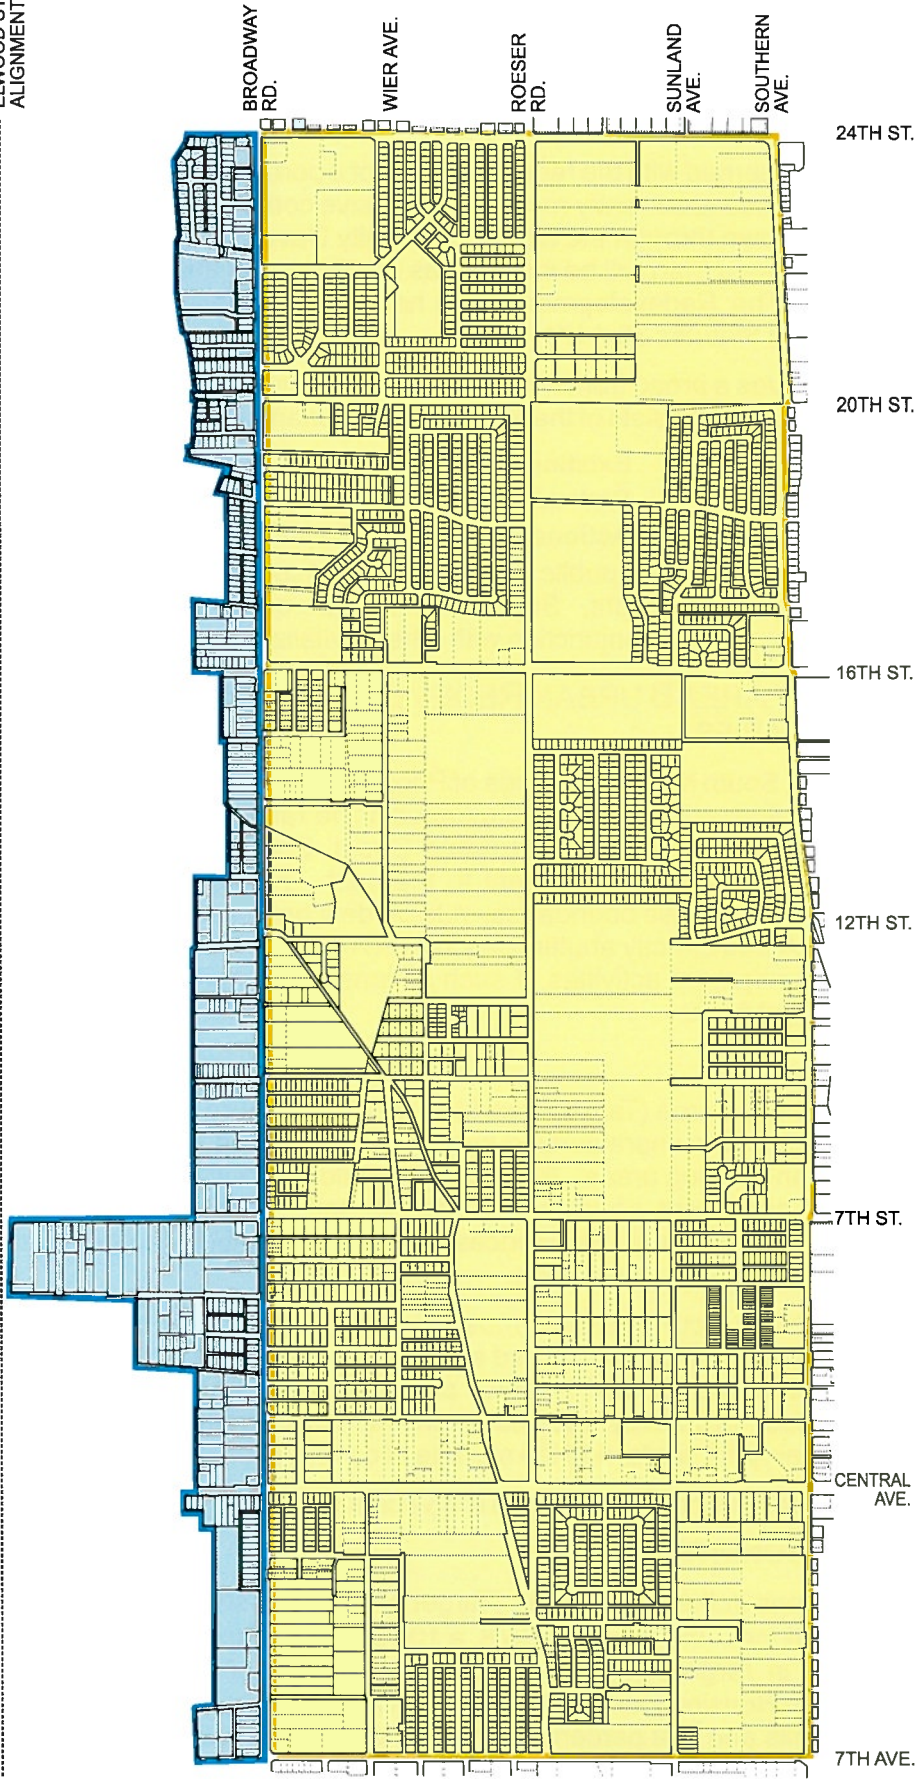 ALIGNMENT
BROADWAY
RD.
WIER AVE.
ROESER
RD.
SUNLAND
AVE.
SOUTHERN
AVE.
24TH ST.
20TH ST.
16TH ST.
12TH ST.
7TH ST.
CENTRAL
AVE.
7TH AVE.